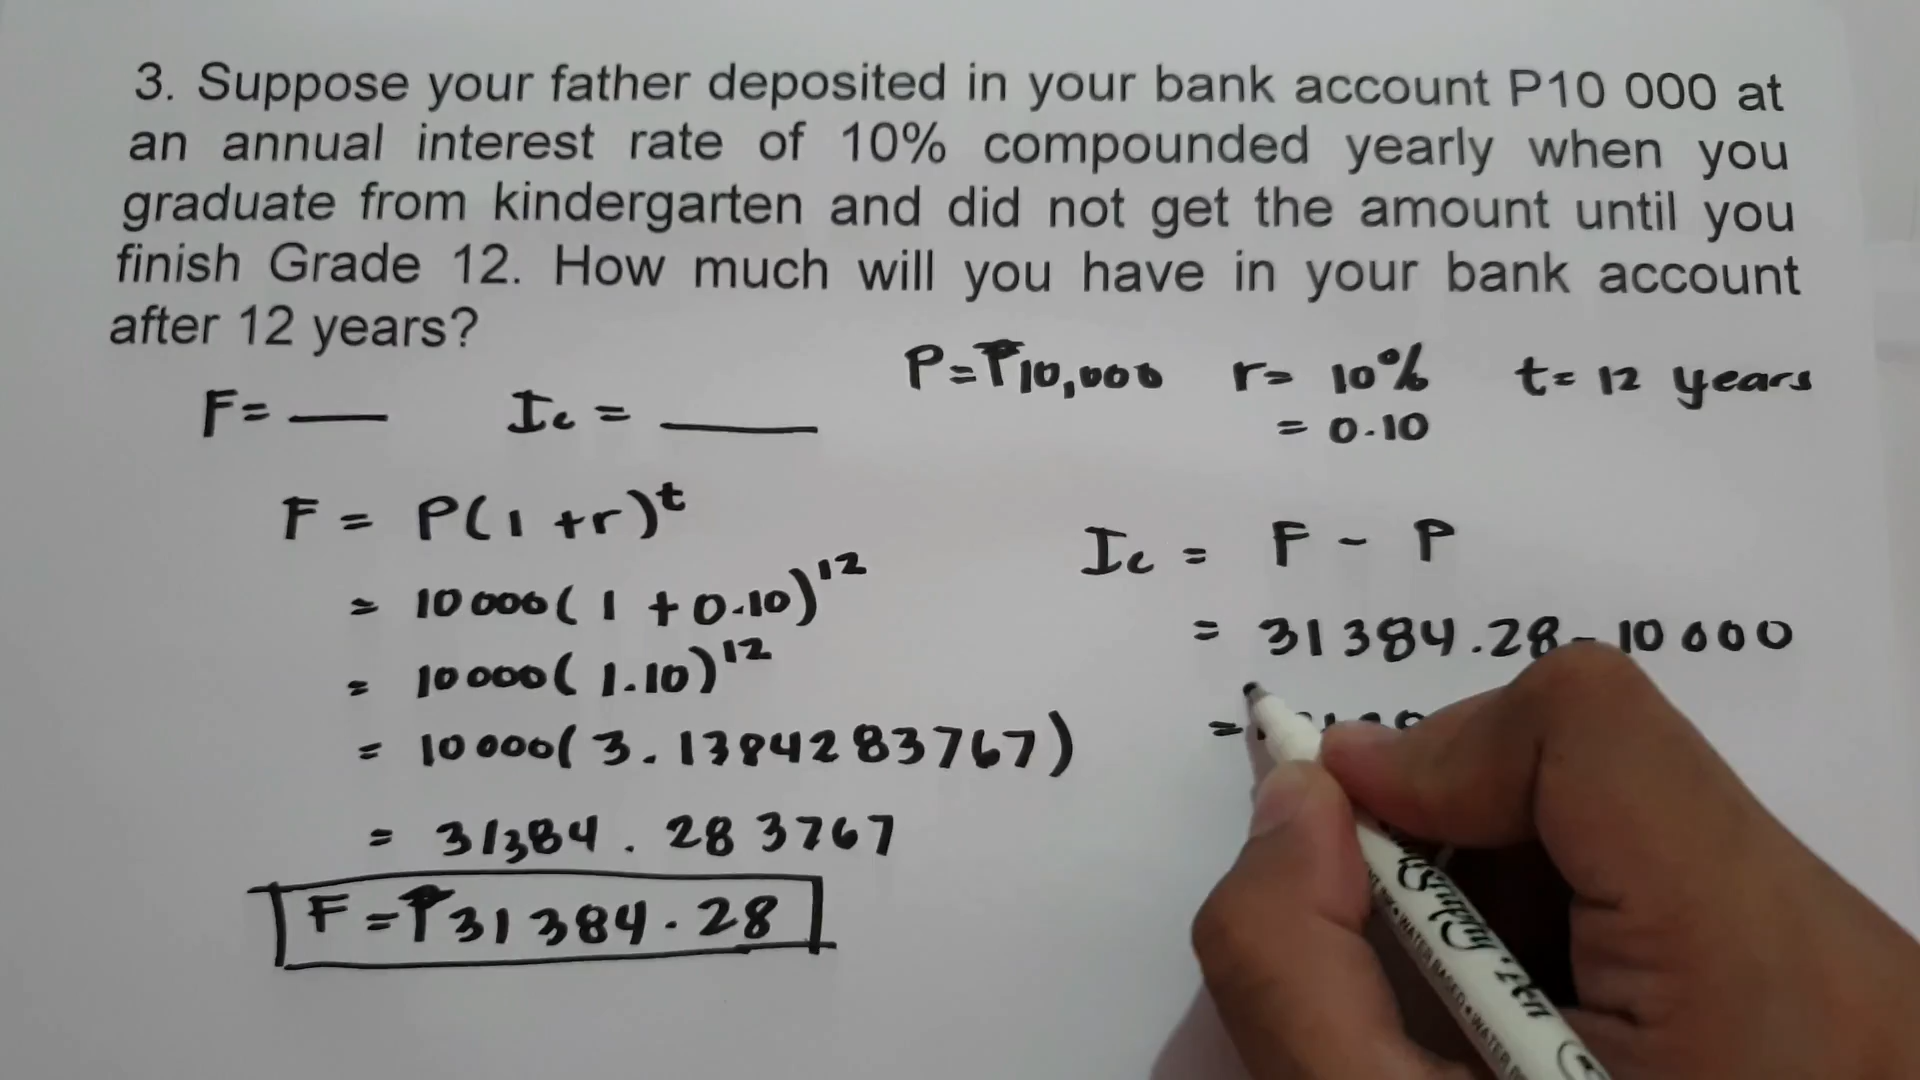 3. Suppose your father deposited in your bank account P10 000 at
an annual interest rate of 10% compounded yearly when you
graduate from kindergarten and did not get the amount until you
finish Grade 12. How much will you have in your bank account
after 12 years?
P=₱10,000 r= 10% t= 12 years
= 0.10
F= ___ Ic = ___
F = P(1+r)^t
= 10 000(1+0.10)^12
= 10 000(1.10)^12
= 10 000(3.1384283767)
= 31384.283767
F=₱31 384.28
Ic = F - P
= 31 384.28 - 10 000
=
WATER BASED